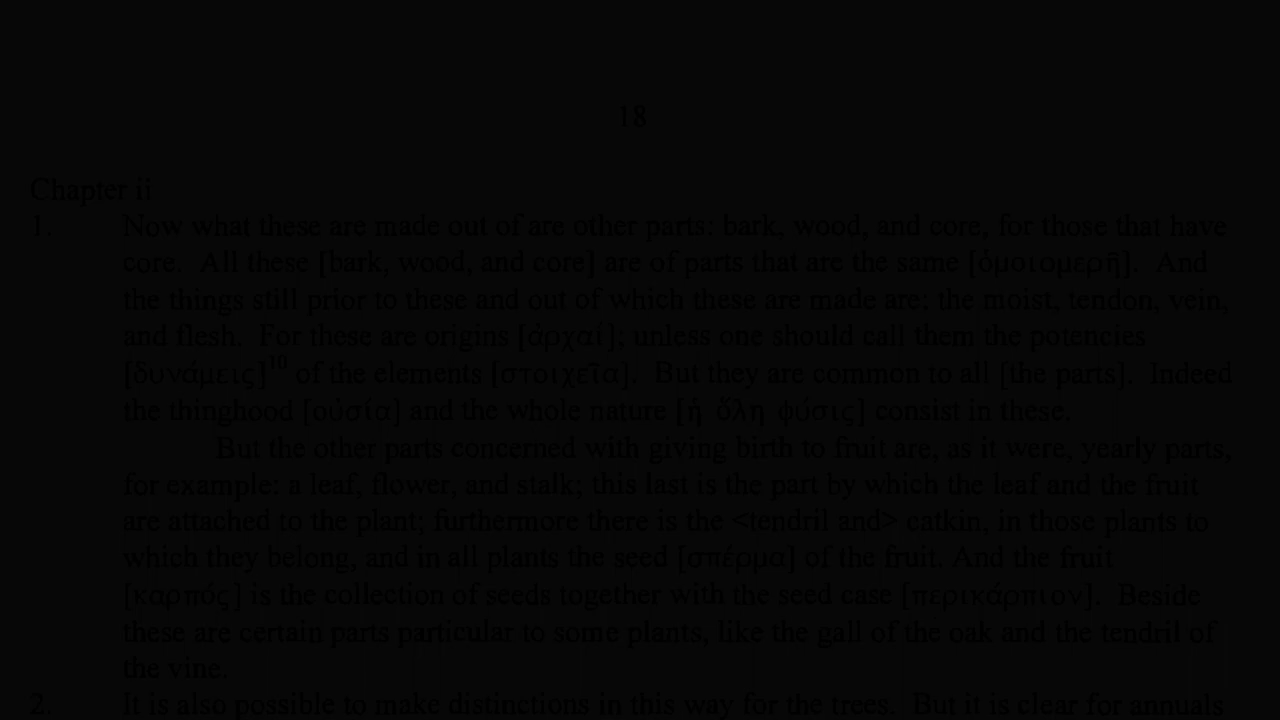 18
Chapter ii
1. Now what these are made out of are other parts: bark, wood, and core, for those that have
core. All these [bark, wood, and core] are of parts that are the same [ὁμοιομερῆ]. And
the things still prior to these and out of which these are made are: the moist, tendon, vein,
and flesh. For these are origins [ἀρχαί]; unless one should call them the potencies
[δυνάμεις]10 of the elements [στοιχεῖα]. But they are common to all [the parts]. Indeed
the thinghood [οὐσία] and the whole nature [ἡ ὅλη φύσις] consist in these.
But the other parts concerned with giving birth to fruit are, as it were, yearly parts,
for example: a leaf, flower, and stalk; this last is the part by which the leaf and the fruit
are attached to the plant; furthermore there is the <tendril and> catkin, in those plants to
which they belong, and in all plants the seed [σπέρμα] of the fruit. And the fruit
[καρπός] is the collection of seeds together with the seed case [περικάρπιον]. Beside
these are certain parts particular to some plants, like the gall of the oak and the tendril of
the vine.
2. It is also possible to make distinctions in this way for the trees. But it is clear for annuals